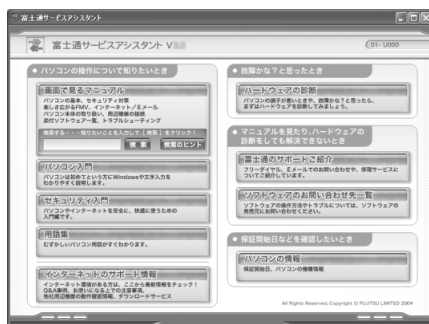 富士通サービスアシスタント
富士通サービスアシスタント V
01- U000
パソコンの操作について知りたいとき
画面で見るマニュアル
パソコンの基本、セキュリティ対策
楽しさ広がるFMV、インターネット/Eメール
パソコン本体の取り扱い、周辺機器の接続
添付ソフトウェア一覧、トラブルシューティング
検索する・・・知りたいことを入力して [ 検索 ] をクリック!
検 索
検索のヒント
パソコン入門
パソコンは初めてという方にWindowsや文字入力を
わかりやすく説明します。
セキュリティ入門
パソコンやインターネットを安全に、快適に使うための
入門編です。
用語集
むずかしいパソコン用語がすぐわかります。
インターネットのサポート情報
インターネット環境がある方は、ここから最新情報をチェック!
Q&A事例、お使いになる上での注意事項、
他社周辺機器の動作確認情報、ダウンロードサービス
故障かな?と思ったとき
ハードウェアの診断
パソコンの調子が悪いときや、故障かな?と思ったら、
まずはハードウェアを診断してみましょう。
マニュアルを見たり、ハードウェアの
診断をしても解決できないとき
富士通のサポートご紹介
フリーダイヤル、Eメールでのお問い合わせや、修理サービスに
ついてご紹介しています。
ソフトウェアのお問い合わせ先一覧
ソフトウェアの操作方法やトラブルについては、ソフトウェアの
発売元にお問い合わせください。
保証開始日などを確認したいとき
パソコンの情報
保証開始日、パソコンの機種情報
All Rights Reserved, Copyright © FUJITSU LIMITED 2004